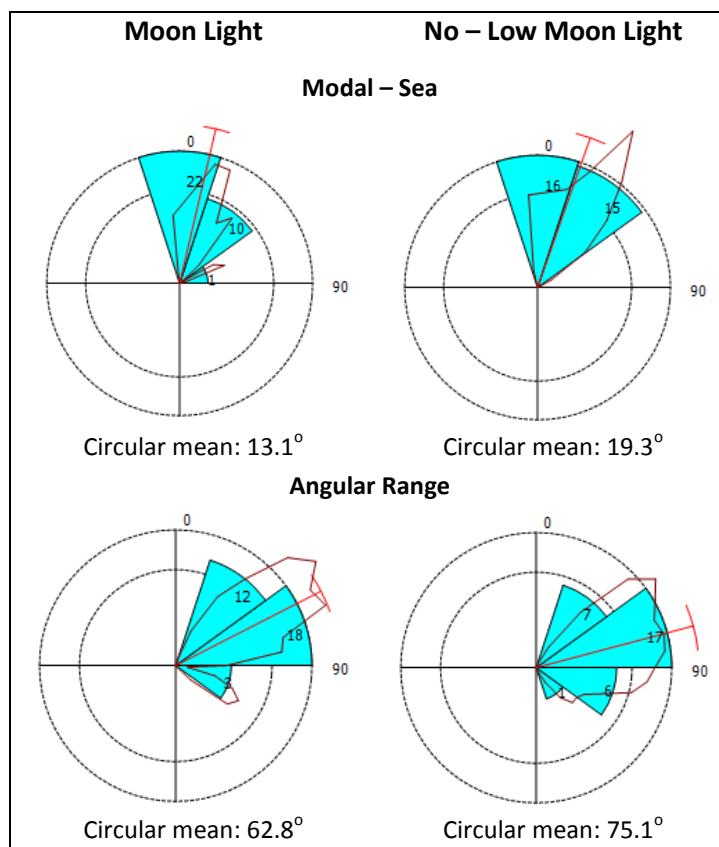 Moon Light No – Low Moon Light
Modal – Sea
0 0
22 16
10 15
1
90 90
Circular mean: 13.1° Circular mean: 19.3°
Angular Range
0 0
12 7
18 17
3 1 6
90 90
Circular mean: 62.8° Circular mean: 75.1°